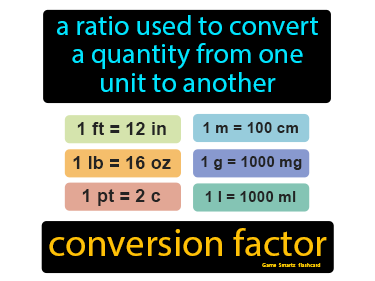 a ratio used to convert
a quantity from one
unit to another
1 ft = 12 in
1 m = 100 cm
1 lb = 16 oz
1 g = 1000 mg
1 pt = 2 c
1 l = 1000 ml
conversion factor
Game Smartz flashcard